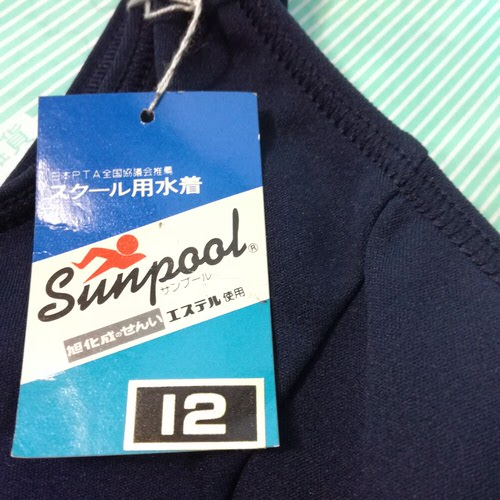 日本PTA全国協議会推薦
スクール用水着
Sunpool®
サンプール
旭化成のせんい エステル使用
12